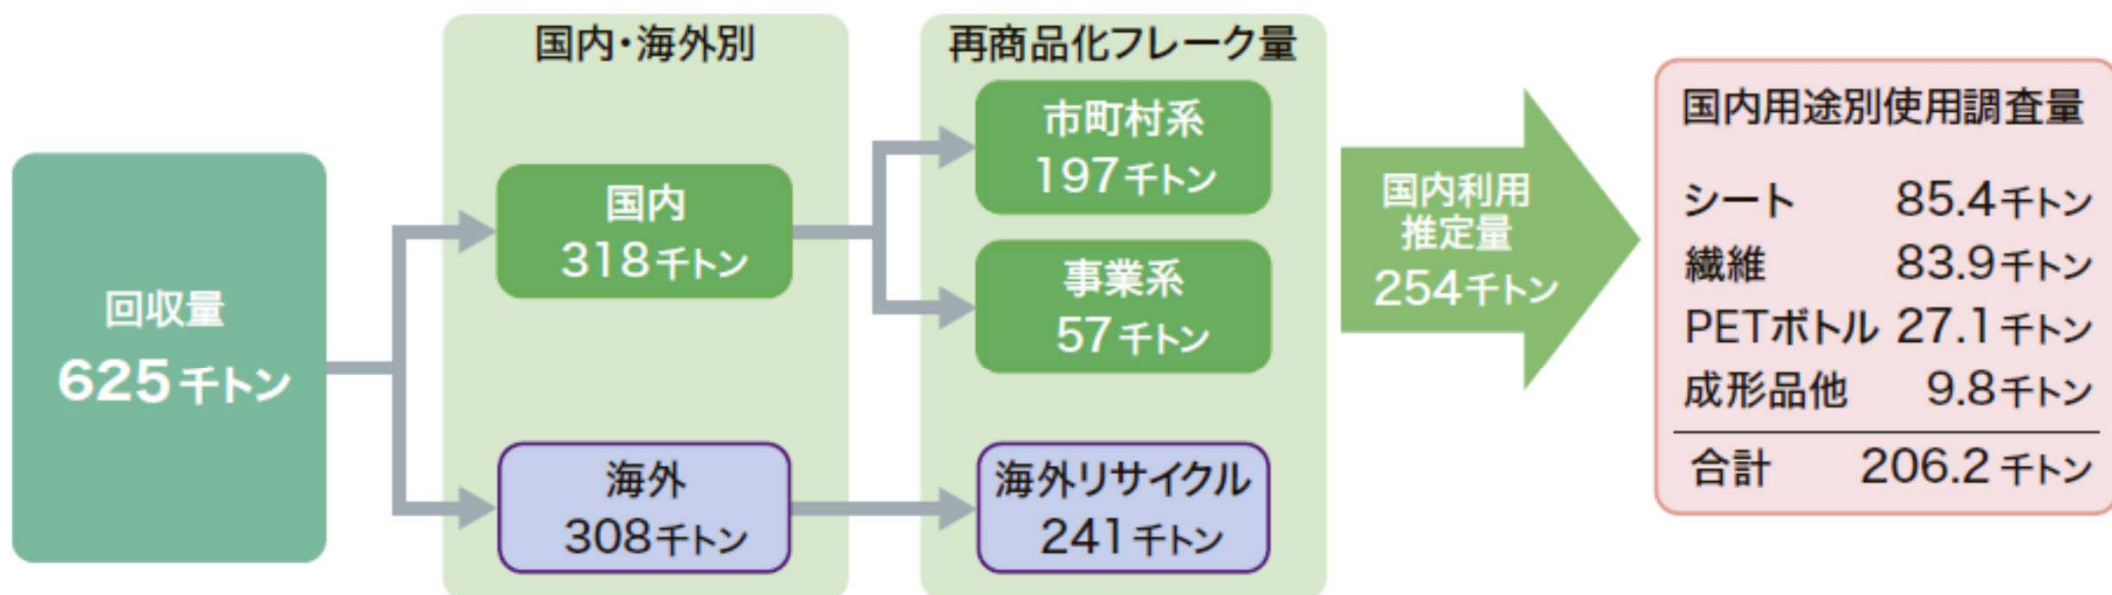 回収量
625千トン
国内・海外別
国内
318千トン
海外
308千トン
再商品化フレーク量
市町村系
197千トン
事業系
57千トン
海外リサイクル
241千トン
国内利用
推定量
254千トン
国内用途別使用調査量
シート 85.4千トン
繊維 83.9千トン
PETボトル 27.1千トン
成形品他 9.8千トン
合計 206.2千トン